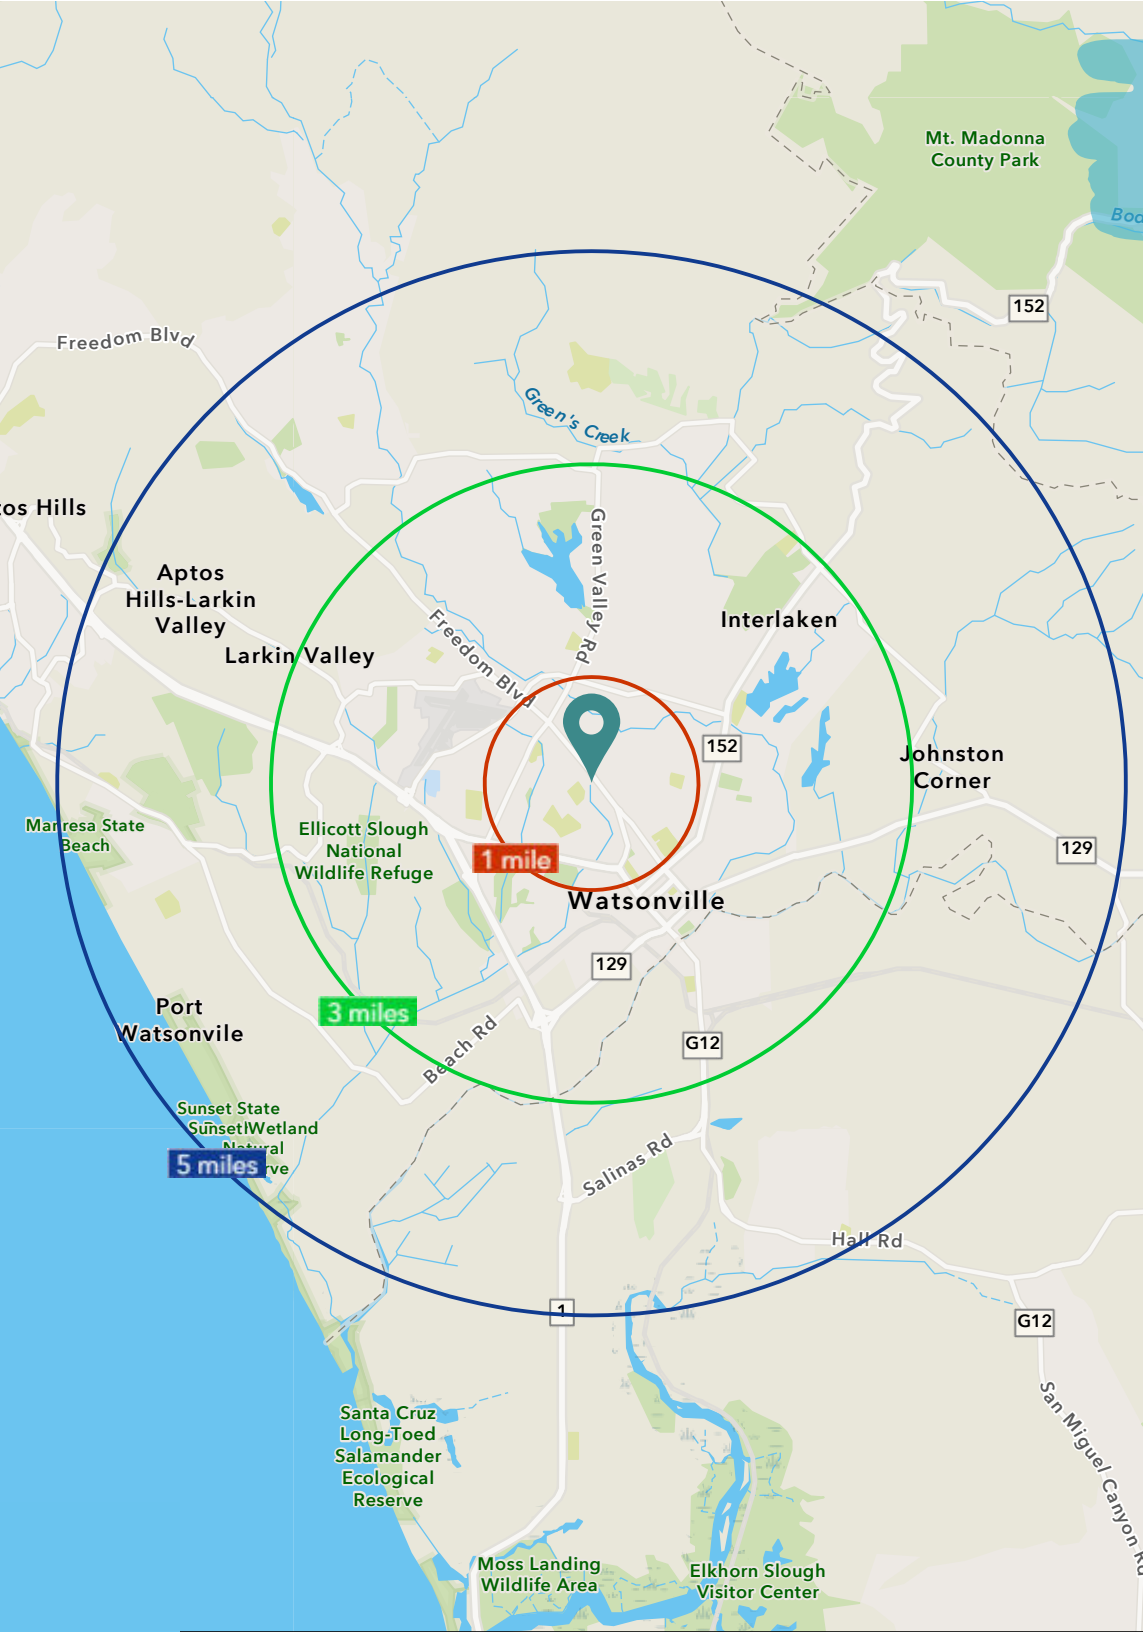 Mt. Madonna
County Park
152
Freedom Blvd
Green's Creek
Green Valley Rd
Aptos
Hills-Larkin
Valley
Larkin Valley
Freedom Blvd
Interlaken
152
Johnston
Corner
Manresa State
Beach
Ellicott Slough
National
Wildlife Refuge
129
1 mile
Watsonville
129
Port
Watsonvile
3 miles
Beach Rd
G12
Sunset State
Sunset Wetland
Natural
5 miles
Salinas Rd
Hall Rd
1
G12
San Miguel Canyon Rd
Santa Cruz
Long-Toed
Salamander
Ecological
Reserve
Moss Landing
Wildlife Area
Elkhorn Slough
Visitor Center